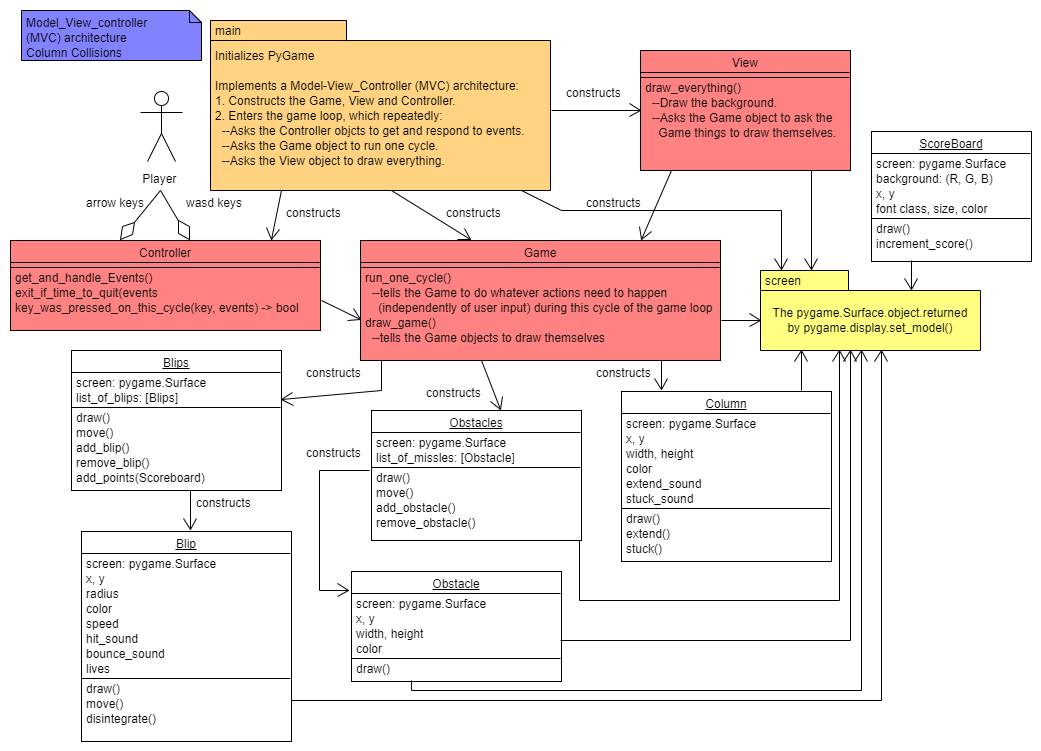 Model_View_controller
(MVC) architecture
Column Collisions
main
Initializes PyGame
Implements a Model-View_Controller (MVC) architecture:
1. Constructs the Game, View and Controller.
2. Enters the game loop, which repeatedly:
--Asks the Controller objcts to get and respond to events.
--Asks the Game object to run one cycle.
--Asks the View object to draw everything.
constructs
View
draw_everything()
--Draw the background.
--Asks the Game object to ask the
Game things to draw themselves.
ScoreBoard
screen: pygame.Surface
background: (R, G, B)
x, y
font class, size, color
draw()
increment_score()
Player
arrow keys
wasd keys
constructs
constructs
constructs
Controller
get_and_handle_Events()
exit_if_time_to_quit(events
key_was_pressed_on_this_cycle(key, events) -> bool
Game
run_one_cycle()
--tells the Game to do whatever actions need to happen
(independently of user input) during this cycle of the game loop
draw_game()
--tells the Game objects to draw themselves
screen
The pygame.Surface.object.returned
by pygame.display.set_model()
constructs
constructs
constructs
Blips
screen: pygame.Surface
list_of_blips: [Blips]
draw()
move()
add_blip()
remove_blip()
add_points(Scoreboard)
constructs
Obstacles
screen: pygame.Surface
list_of_missles: [Obstacle]
draw()
move()
add_obstacle()
remove_obstacle()
constructs
Column
screen: pygame.Surface
x, y
width, height
color
extend_sound
stuck_sound
draw()
extend()
stuck()
Blip
screen: pygame.Surface
x, y
radius
color
speed
hit_sound
bounce_sound
lives
draw()
move()
disintegrate()
Obstacle
screen: pygame.Surface
x, y
width, height
color
draw()